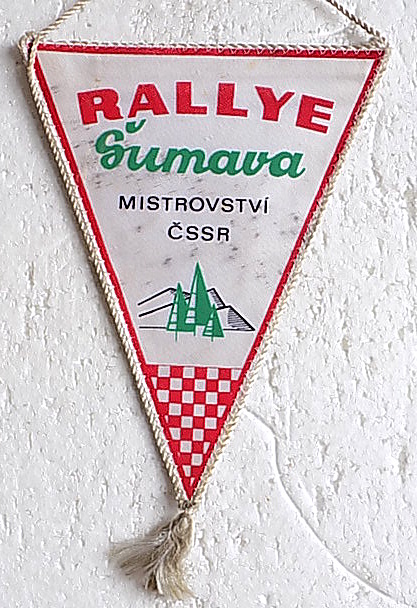 RALLYE
Šumava
MISTROVSTVÍ
ČSSR